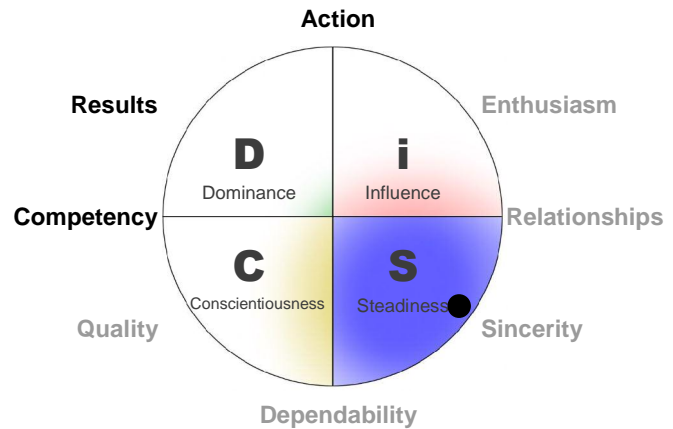 Action
Results
Enthusiasm
D
i
Dominance
Influence
Competency
Relationships
C
S
Conscientiousness
Steadiness
Quality
Sincerity
Dependability